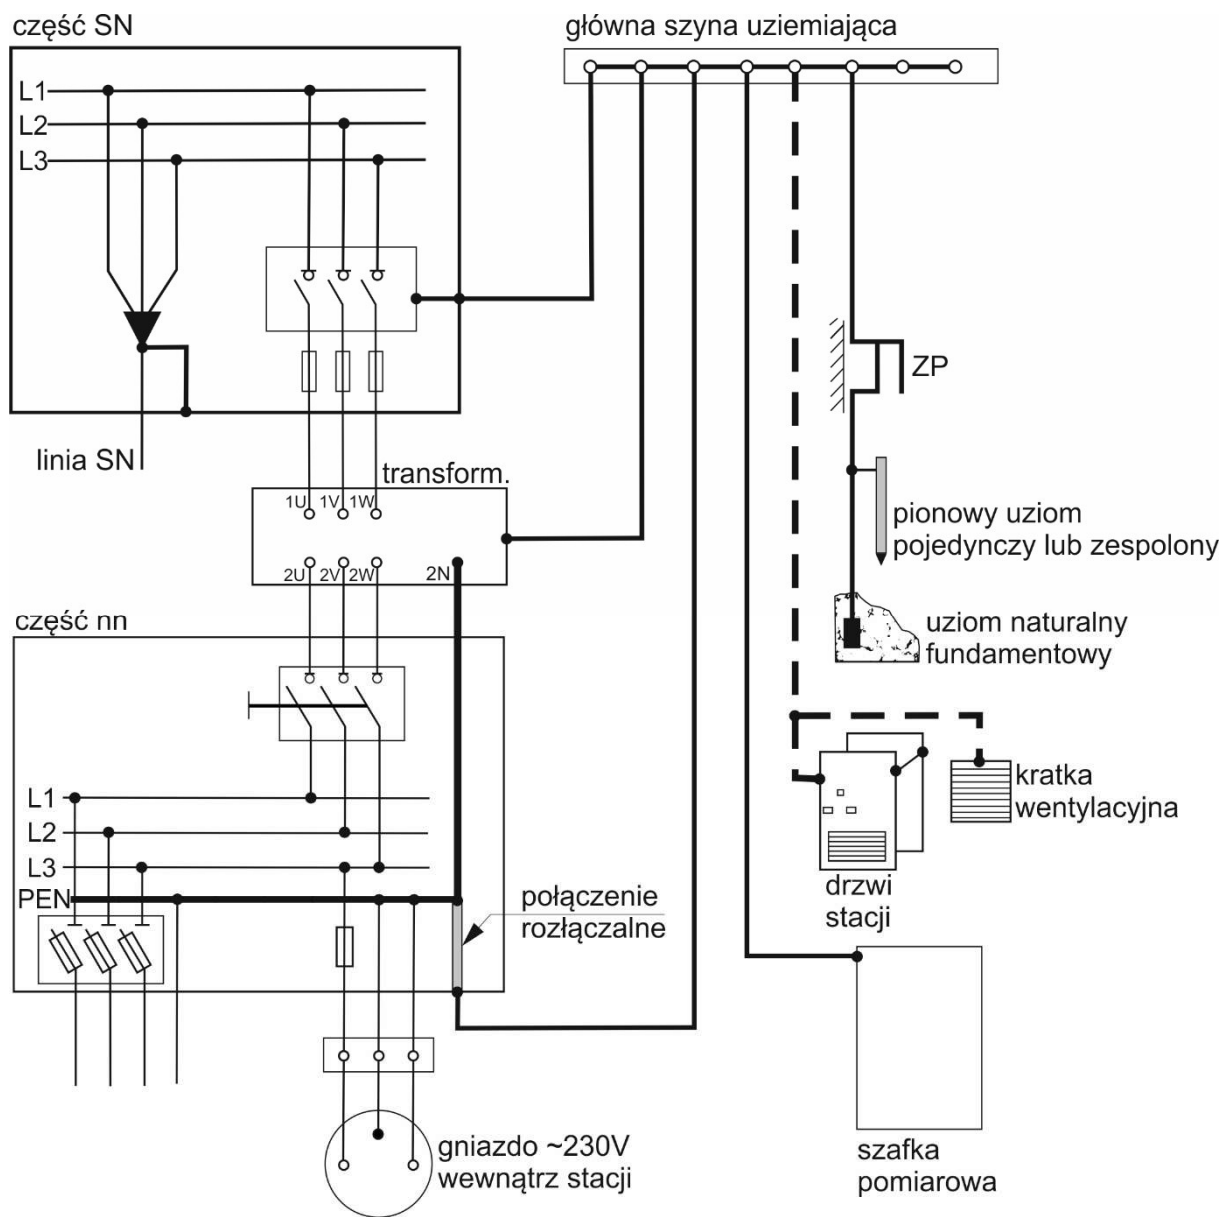 część SN
główna szyna uziemiająca
L1
L2
L3
ZP
linia SN
transform.
1U 1V 1W
2U 2V 2W 2N
pionowy uziom
pojedynczy lub zespolony
część nn
uziom naturalny
fundamentowy
kratka
wentylacyjna
L1
L2
L3
PEN
drzwi
stacji
połączenie
rozłączalne
gniazdo ~230V
wewnątrz stacji
szafka
pomiarowa